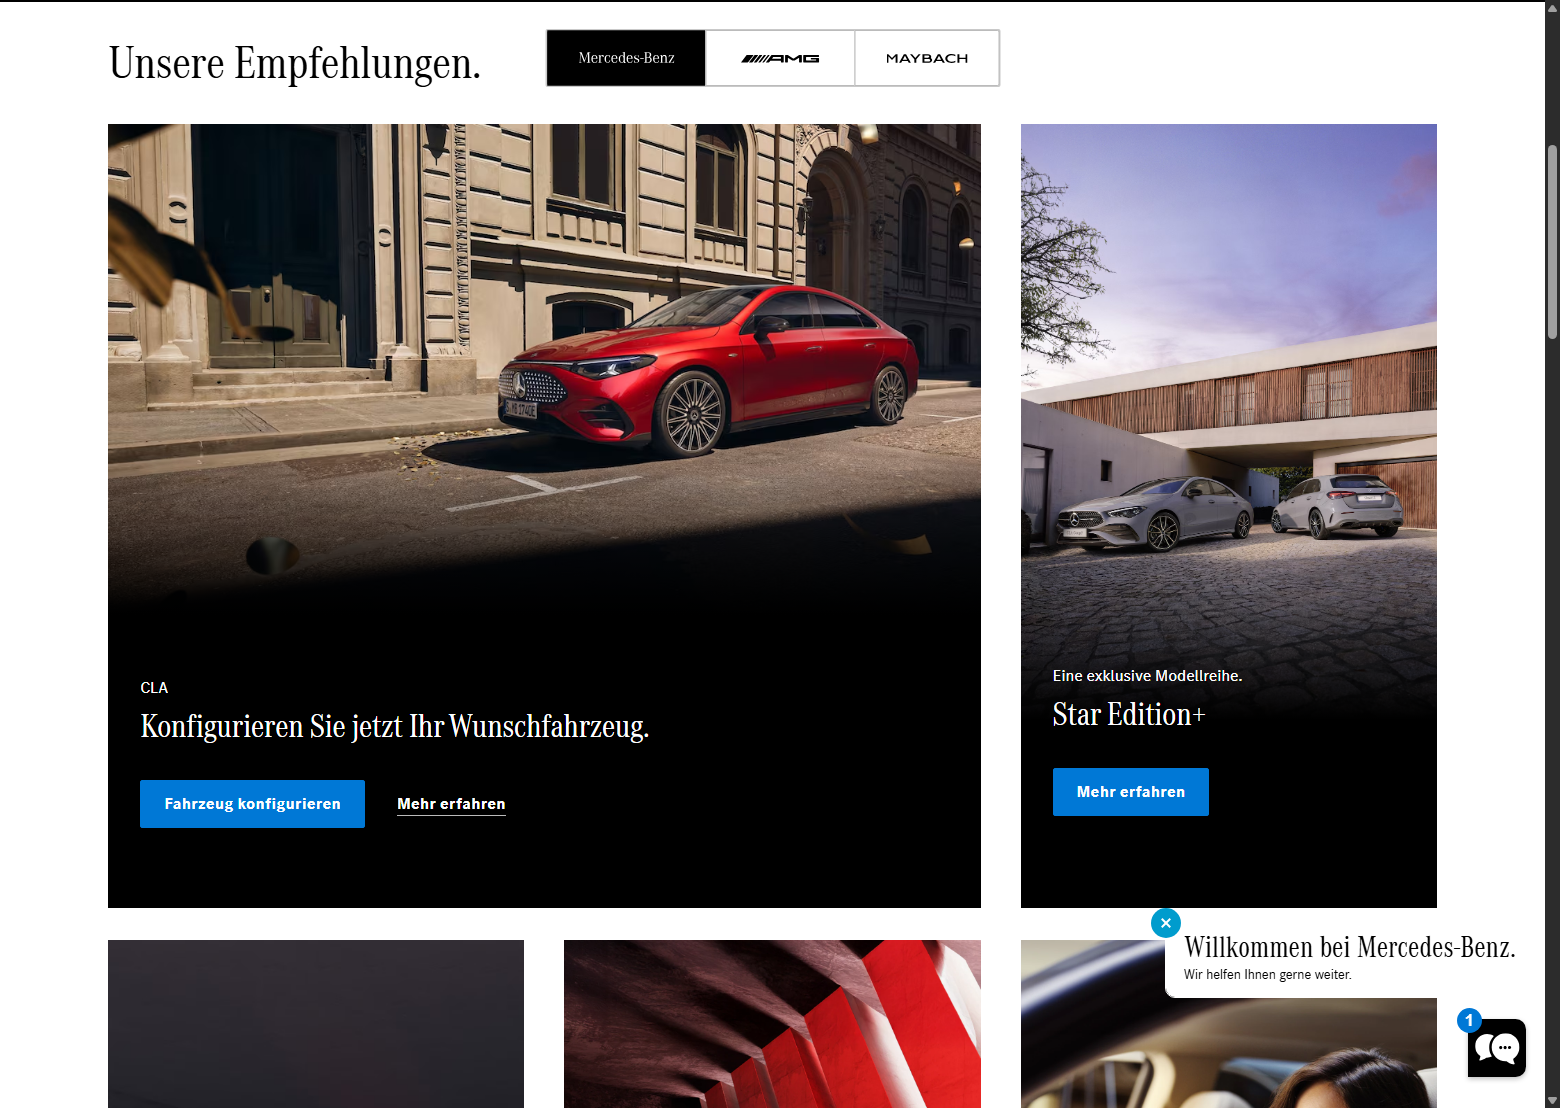 Unsere Empfehlungen.
Mercedes-Benz
AMG
MAYBACH
CLA
Konfigurieren Sie jetzt Ihr Wunschfahrzeug.
Fahrzeug konfigurieren
Mehr erfahren
Eine exklusive Modellreihe.
Star Edition+
Mehr erfahren
Willkommen bei Mercedes-Benz.
Wir helfen Ihnen gerne weiter.
1